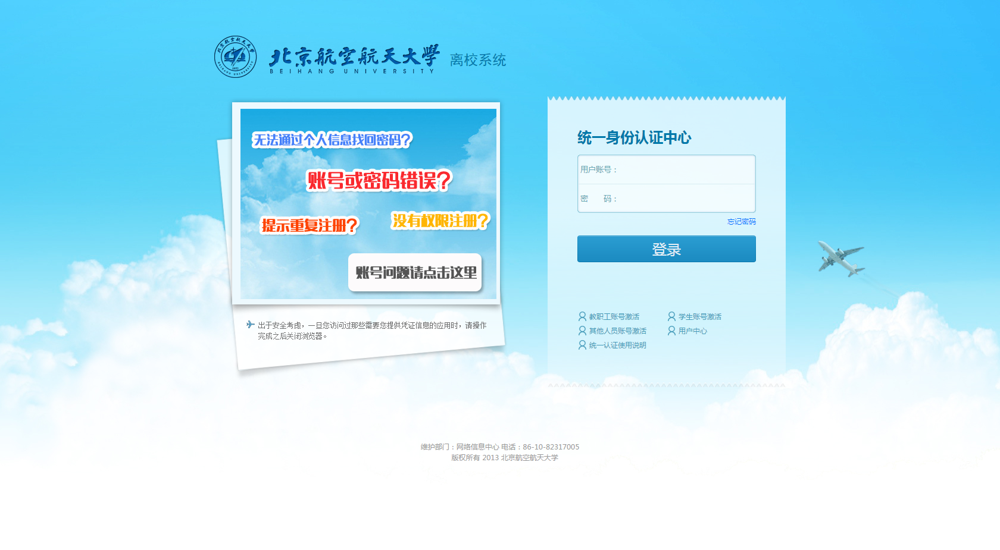 北京航空航天大學
BEIHANG UNIVERSITY
离校系统
无法通过个人信息找回密码？
账号或密码错误？
提示重复注册？
没有权限注册？
账号问题请点击这里
出于安全考虑，一旦您访问过那些需要您提供凭证信息的应用时，请操作
完成之后关闭浏览器。
统一身份认证中心
用户账号：
密　　码：
忘记密码
登录
教职工账号激活
学生账号激活
其他人员账号激活
用户中心
统一认证使用说明
维护部门：网络信息中心 电话：86-10-82317005
版权所有 2013 北京航空航天大学